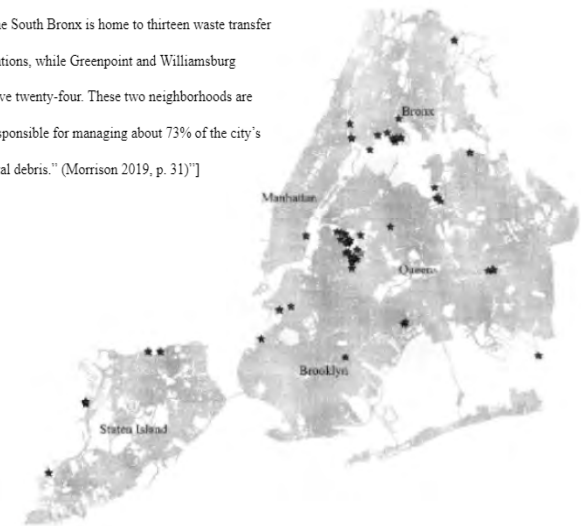 e South Bronx is home to thirteen waste transfer
tions, while Greenpoint and Williamsburg
ve twenty-four. These two neighborhoods are
sponsible for managing about 73% of the city’s
al debris.” (Morrison 2019, p. 31)”]
Bronx
Manhattan
Queens
Brooklyn
Staten Island